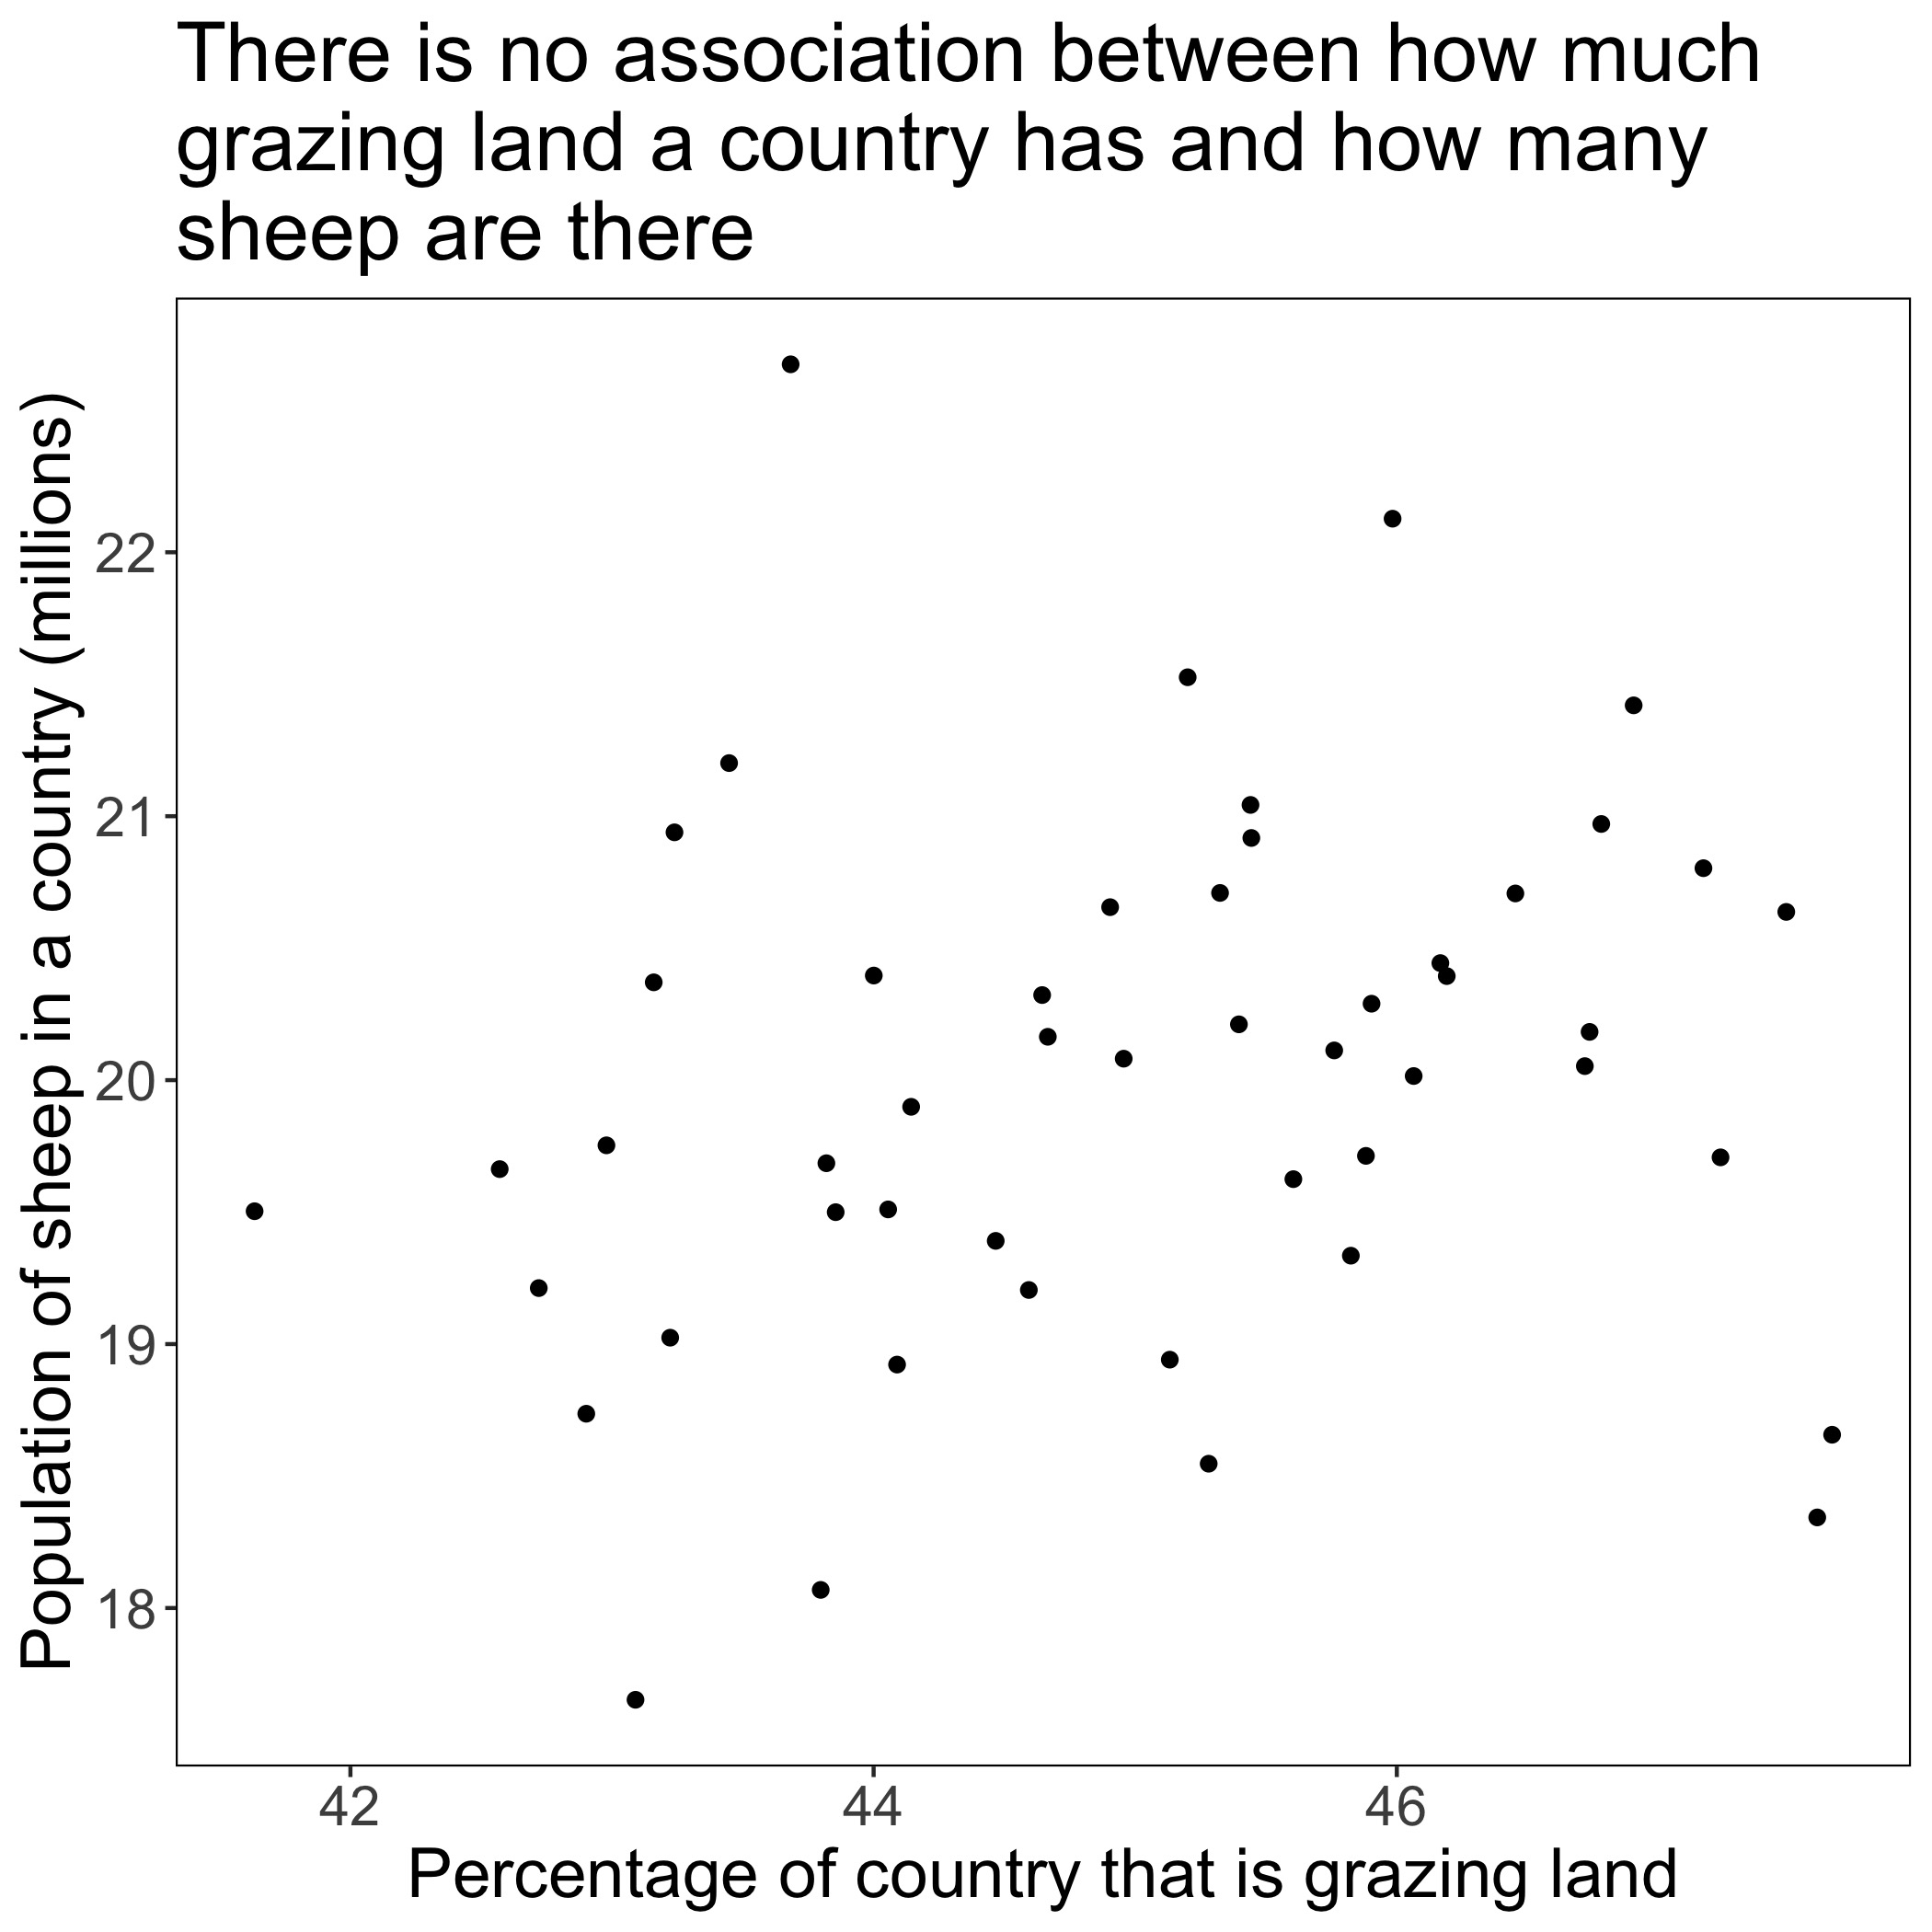 There is no association between how much
grazing land a country has and how many
sheep are there
Population of sheep in a country (millions)
22
21
20
19
18
42 44 46
Percentage of country that is grazing land